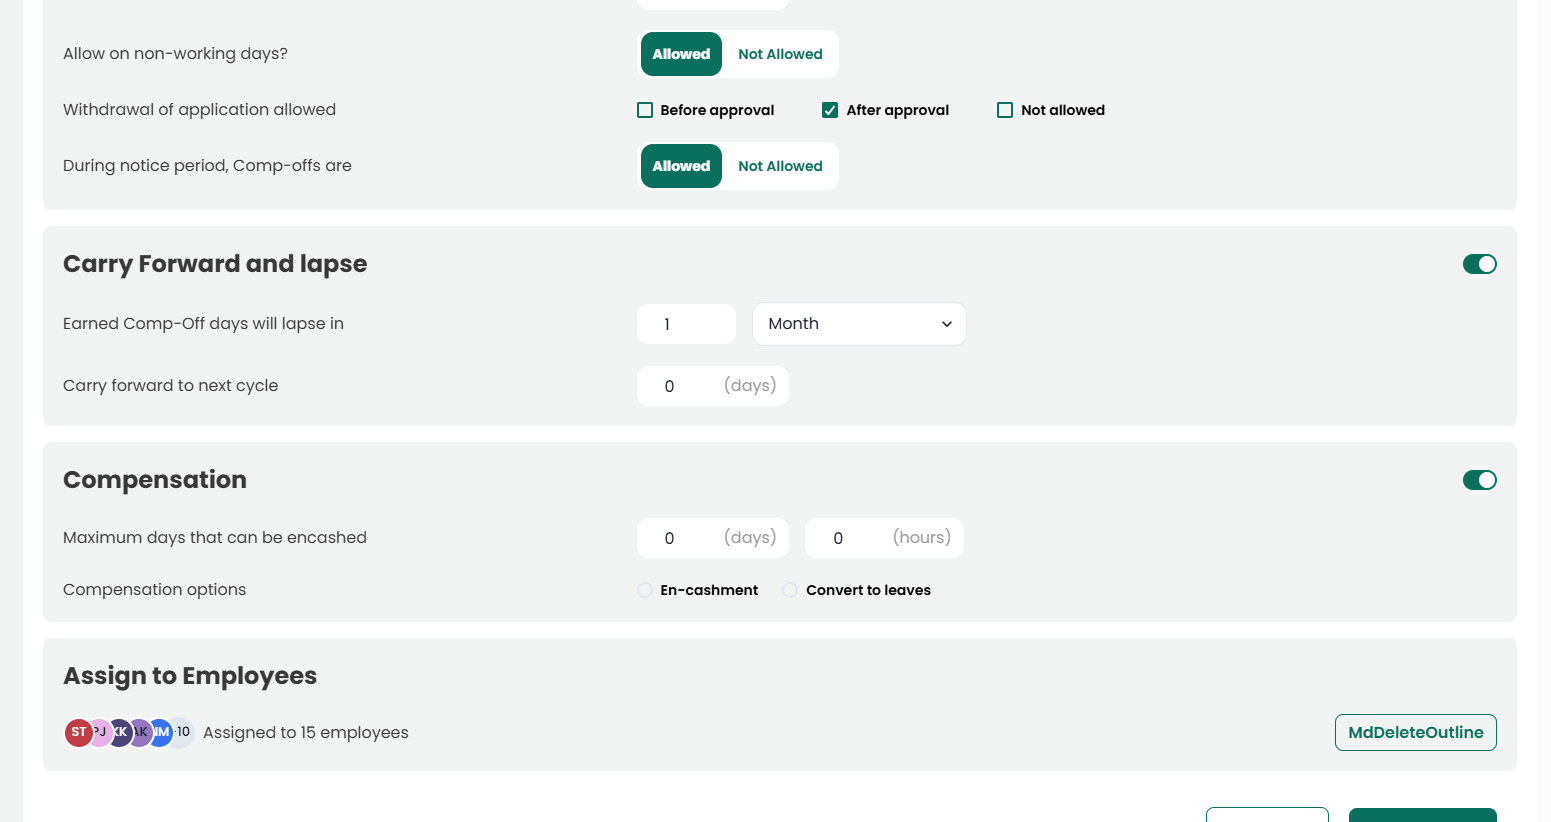 Allow on non-working days? Allowed Not Allowed
Withdrawal of application allowed Before approval After approval Not allowed
During notice period, Comp-offs are Allowed Not Allowed
Carry Forward and lapse
Earned Comp-Off days will lapse in 1 Month
Carry forward to next cycle 0 (days)
Compensation
Maximum days that can be encashed 0 (days) 0 (hours)
Compensation options En-cashment Convert to leaves
Assign to Employees
ST PJ KK AK NM 10 Assigned to 15 employees MdDeleteOutline